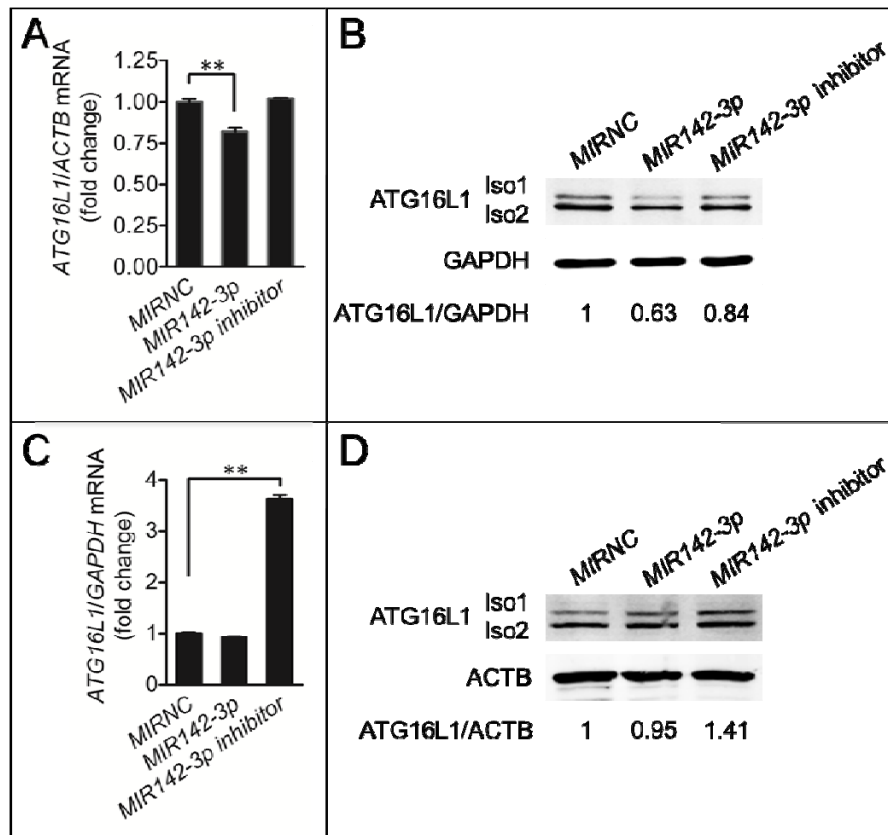 A
ATG16L1/ACTB mRNA
(fold change)
1.25
1.00
0.75
0.50
0.25
0.00
**
MIRNC
MIR142-3p
MIR142-3p inhibitor
B
MIRNC
MIR142-3p
MIR142-3p inhibitor
ATG16L1
Iso1
Iso2
GAPDH
ATG16L1/GAPDH 1 0.63 0.84
C
ATG16L1/GAPDH mRNA
(fold change)
4
3
2
1
0
**
MIRNC
MIR142-3p
MIR142-3p inhibitor
D
MIRNC
MIR142-3p
MIR142-3p inhibitor
ATG16L1
Iso1
Iso2
ACTB
ATG16L1/ACTB 1 0.95 1.41